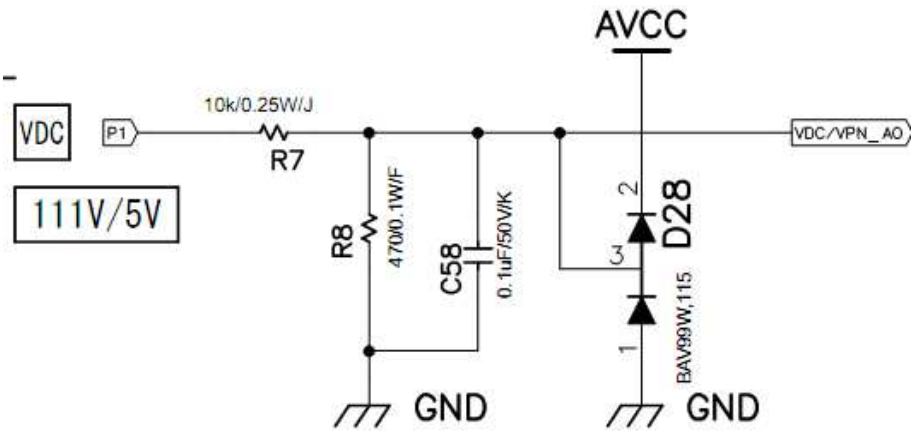 AVCC
10k/0.25W/J
VDC
P1
R7
VDC/VPN_AO
111V/5V
R8
470/0.1W/F
C58
0.1uF/50V/K
2
D28
3
BAV99W,115
1
GND
GND